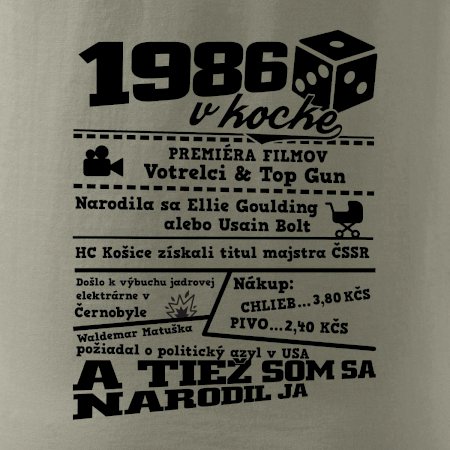 1986
v kocke
PREMIÉRA FILMOV
Votrelci & Top Gun
Narodila sa Ellie Goulding
alebo Usain Bolt
HC Košice získali titul majstra ČSSR
Došlo k výbuchu jadrovej
elektrárne v
Černobyle
Nákup:
CHLIEB...3,80 KČS
PIVO...2,40 KČS
Waldemar Matuška
požiadal o politický azyl v USA
A TIEŽ SOM SA
NARODIL JA